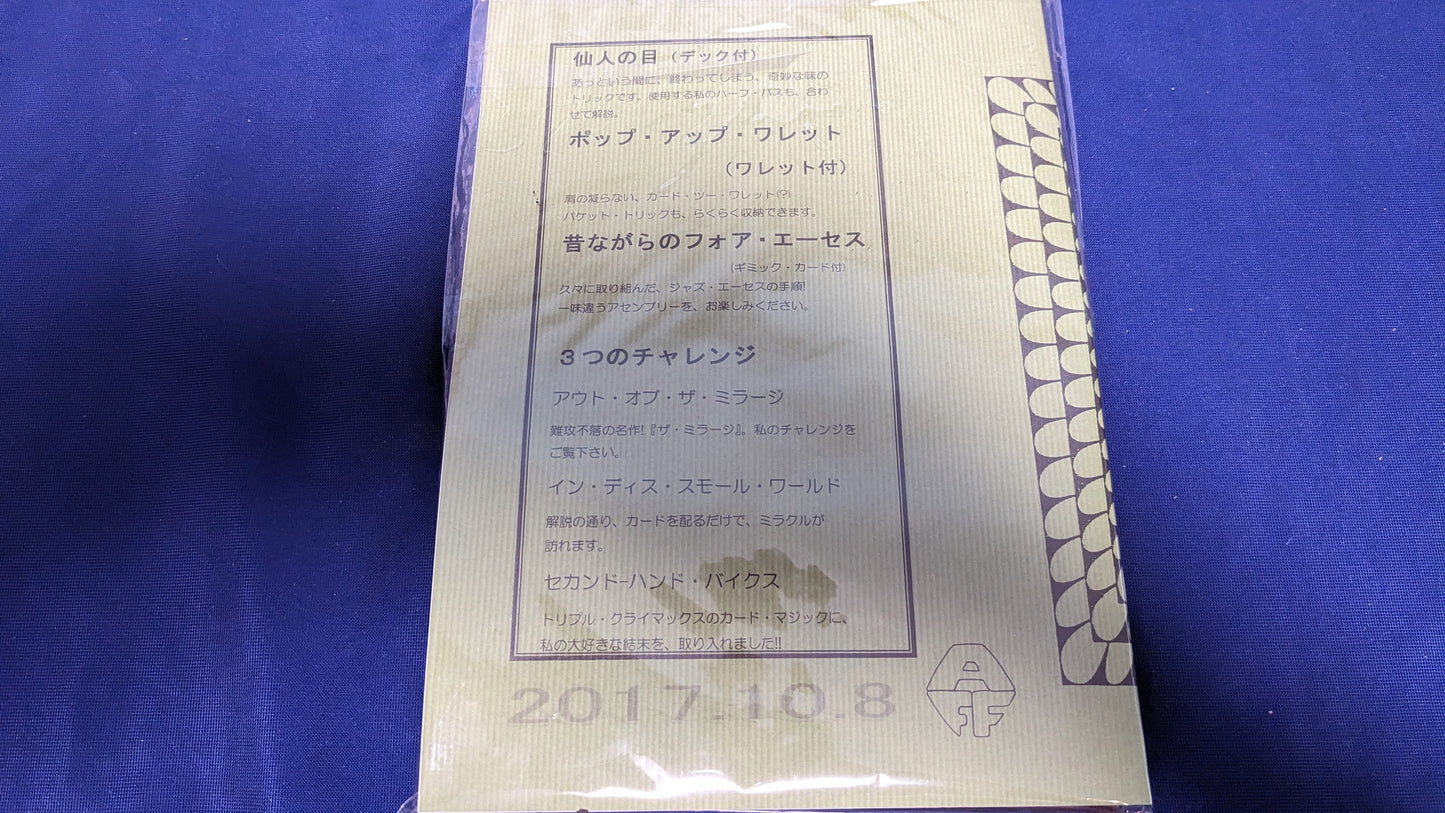 仙人の目（デック付）
あっという間に、終わってしまう、奇妙な味の
トリックです。使用する私のハーフ・パスも、合わ
せて解説。
ポップ・アップ・ワレット
（ワレット付）
肩の凝らない、カード・ツー・ワレット(?)
パケット・トリックも、らくらく収納できます。
昔ながらのフォア・エーセス
（ギミック・カード付）
久々に取り組んだ、ジャズ・エーセスの手順!
一味違うアセンブリーを、お楽しみください。
３つのチャレンジ
アウト・オブ・ザ・ミラージ
難攻不落の名作!『ザ・ミラージ』。私のチャレンジを
ご覧下さい。
イン・ディス・スモール・ワールド
解説の通り、カードを配るだけで、ミラクルが
訪れます。
セカンド-ハンド・バイクス
トリプル・クライマックスのカード・マジックに、
私の大好きな結末を、取り入れました!!
2017.10.8
AFF